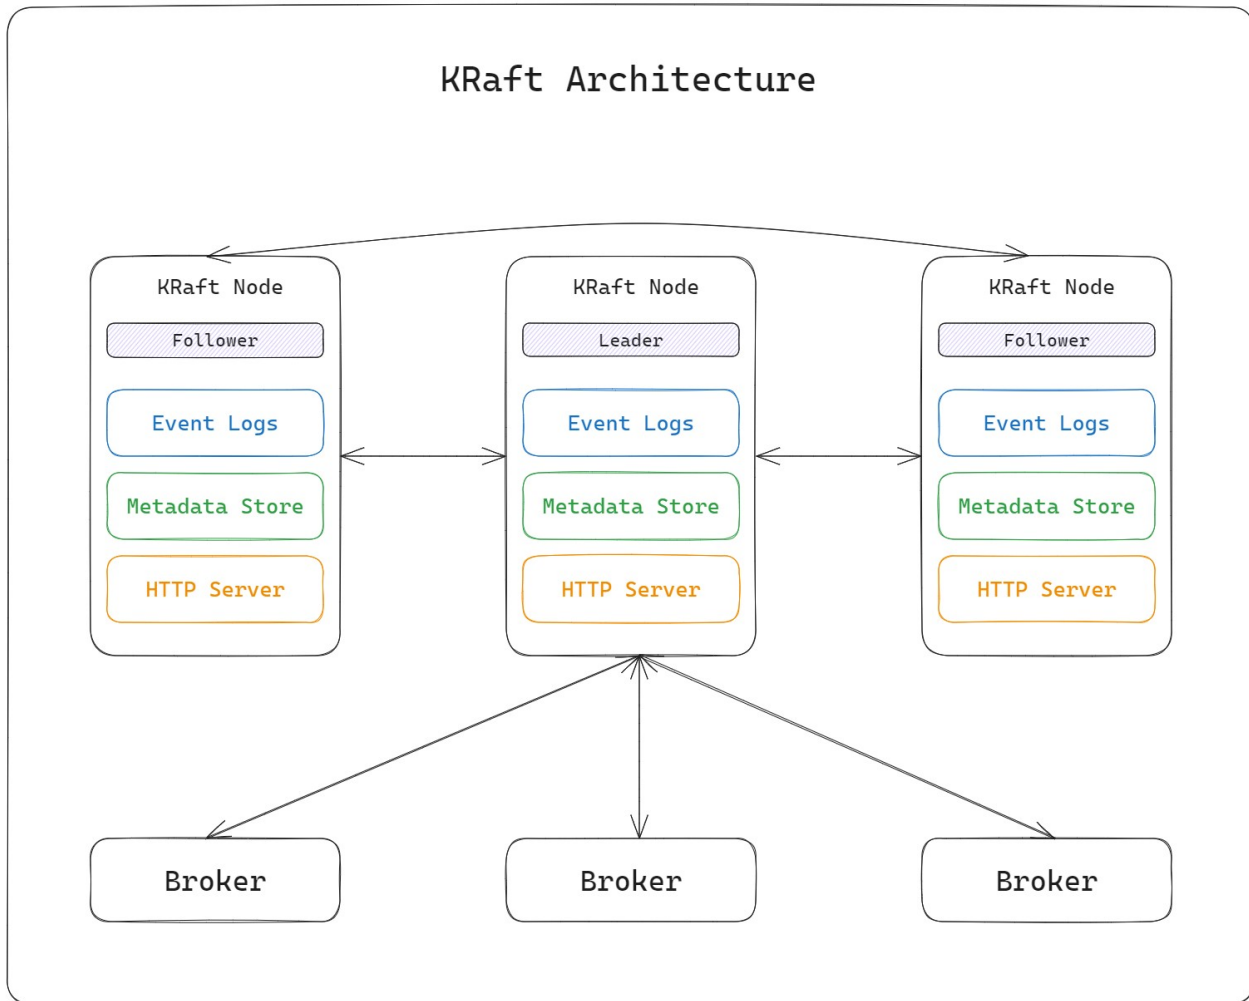 KRaft Architecture
KRaft Node
Follower
Event Logs
Metadata Store
HTTP Server
KRaft Node
Leader
Event Logs
Metadata Store
HTTP Server
KRaft Node
Follower
Event Logs
Metadata Store
HTTP Server
Broker
Broker
Broker